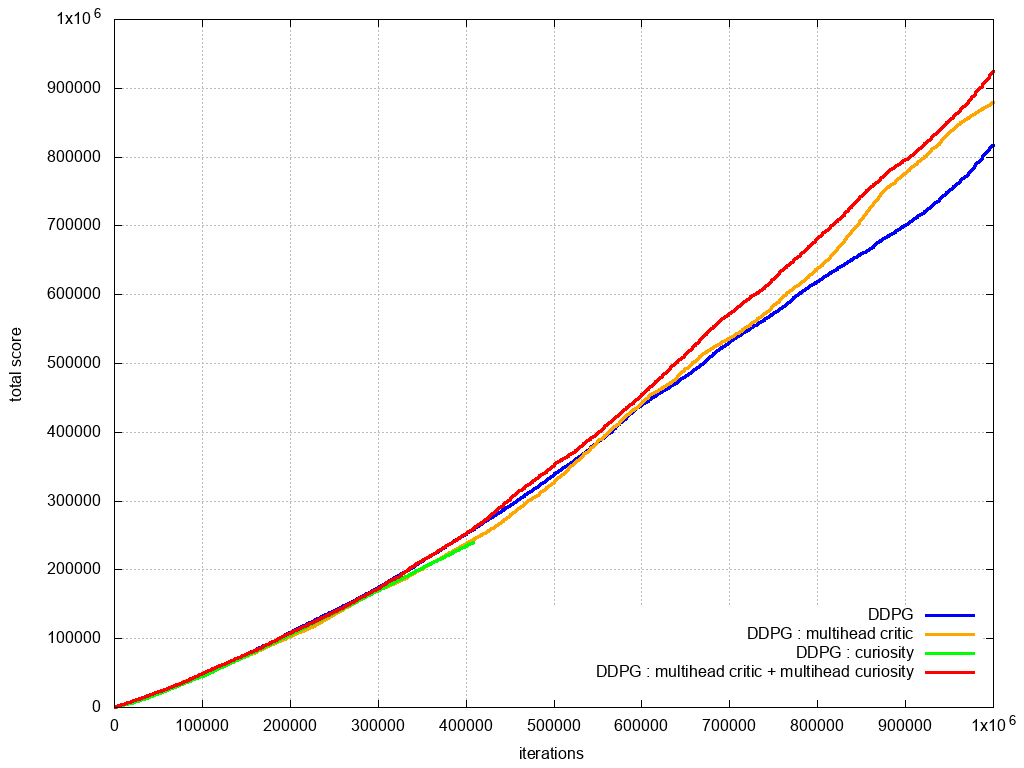 1x10^6
900000
800000
700000
600000
500000
400000
300000
200000
100000
0
total score
DDPG
DDPG : multihead critic
DDPG : curiosity
DDPG : multihead critic + multihead curiosity
0 100000 200000 300000 400000 500000 600000 700000 800000 900000 1x10^6
iterations